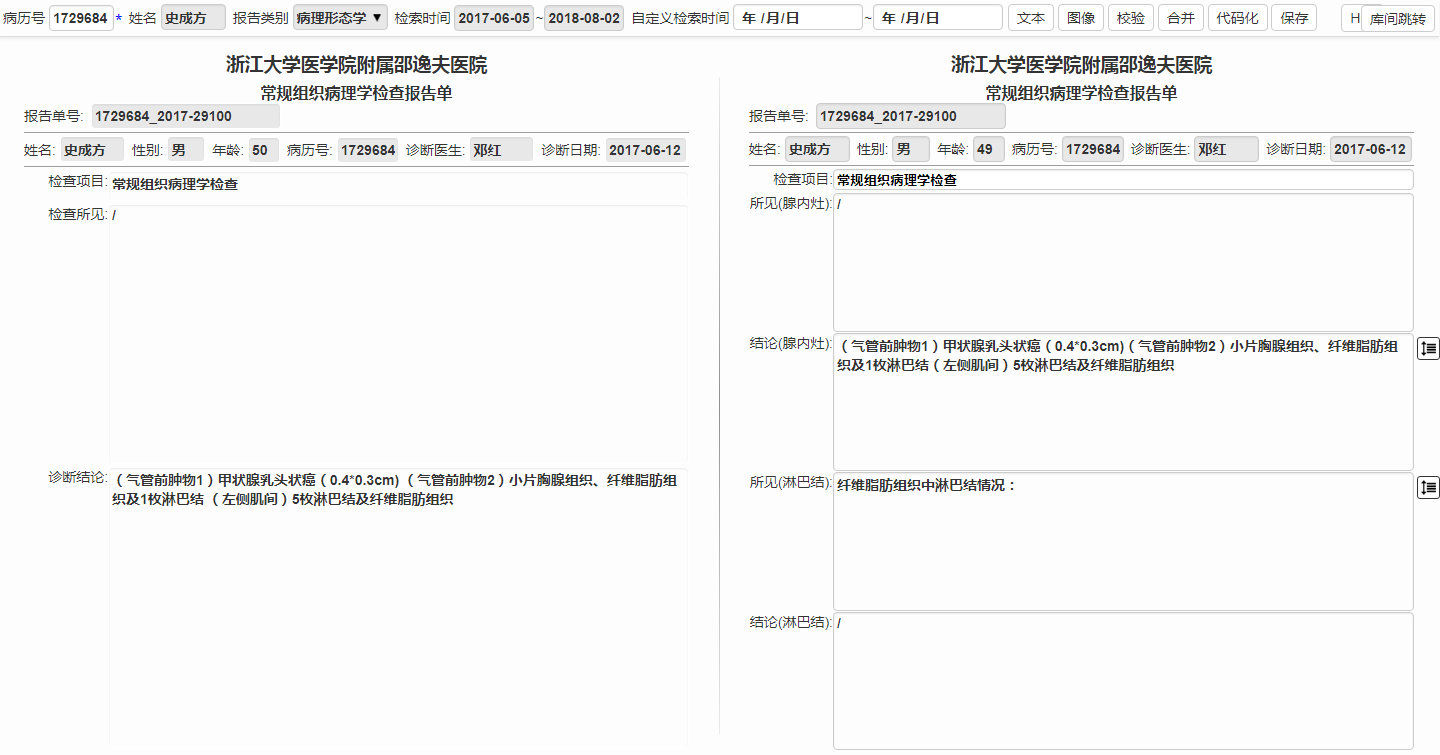 病历号 1729684 * 姓名 史成方 报告类别 病理形态学 ▼ 检索时间 2017-06-05 ~ 2018-08-02 自定义检索时间 年 /月/日 ~ 年 /月/日 文本 图像 校验 合并 代码化 保存 H 库间跳转
浙江大学医学院附属邵逸夫医院
常规组织病理学检查报告单
报告单号: 1729684_2017-29100
姓名: 史成方 性别: 男 年龄: 50 病历号: 1729684 诊断医生: 邓红 诊断日期: 2017-06-12
检查项目: 常规组织病理学检查
检查所见: /
诊断结论: （气管前肿物1）甲状腺乳头状癌（0.4*0.3cm) （气管前肿物2）小片胸腺组织、纤维脂肪组
织及1枚淋巴结 （左侧肌间）5枚淋巴结及纤维脂肪组织
浙江大学医学院附属邵逸夫医院
常规组织病理学检查报告单
报告单号: 1729684_2017-29100
姓名: 史成方 性别: 男 年龄: 49 病历号: 1729684 诊断医生: 邓红 诊断日期: 2017-06-12
检查项目: 常规组织病理学检查
所见(腺内灶): /
结论(腺内灶): （气管前肿物1）甲状腺乳头状癌（0.4*0.3cm)（气管前肿物2）小片胸腺组织、纤维脂肪组
织及1枚淋巴结（左侧肌间）5枚淋巴结及纤维脂肪组织
所见(淋巴结): 纤维脂肪组织中淋巴结情况：
结论(淋巴结): /